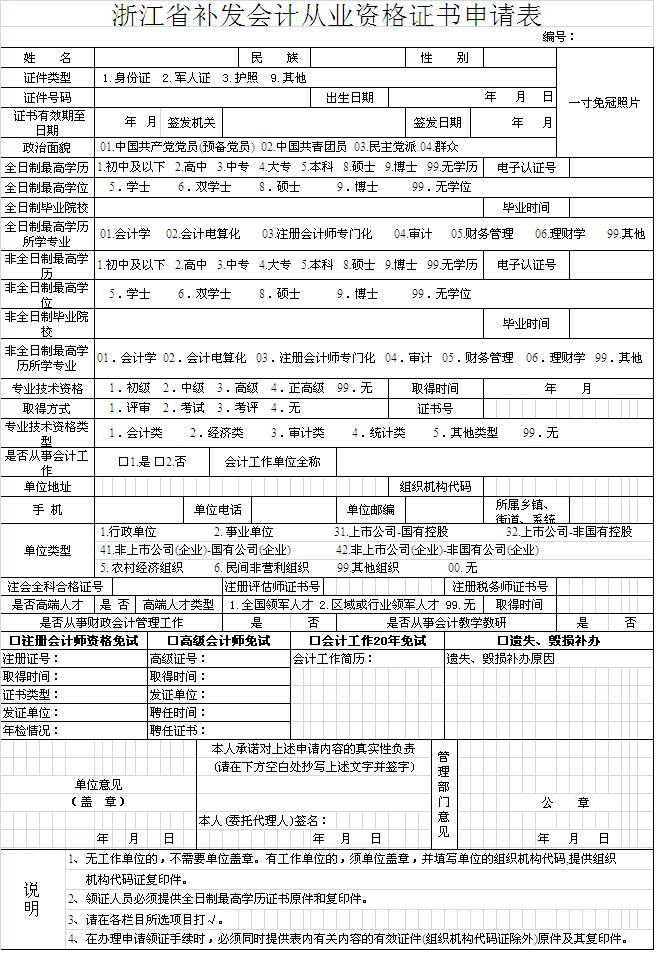 浙江省补发会计从业资格证书申请表
编号：
姓　名　民　族　性　别
证件类型　1.身份证　2.军人证　3.护照　9.其他
一寸免冠照片
证件号码　出生日期　年　月　日
证书有效期至日期　年　月　签发机关　签发日期　年　月
政治面貌　01.中国共产党党员(预备党员)　02.中国共青团员　03.民主党派　04.群众
全日制最高学历　1.初中及以下　2.高中　3.中专　4.大专　5.本科　8.硕士　9.博士　99.无学历　电子认证号
全日制最高学位　5．学士　6．双学士　8．硕士　9．博士　99．无学位
全日制毕业院校　毕业时间
全日制最高学历所学专业　01.会计学　02.会计电算化　03.注册会计师专门化　04.审计　05.财务管理　06.理财学　99.其他
非全日制最高学历　1.初中及以下　2.高中　3.中专　4.大专　5.本科　8.硕士　9.博士　99.无学历　电子认证号
非全日制最高学位　5．学士　6．双学士　8．硕士　9．博士　99．无学位
非全日制毕业院校　毕业时间
非全日制最高学历所学专业　01．会计学　02．会计电算化　03．注册会计师专门化　04．审计　05．财务管理　06．理财学　99．其他
专业技术资格　1．初级　2．中级　3．高级　4．正高级　99．无　取得时间　年　月
取得方式　1．评审　2．考试　3．考评　4．无　证书号
专业技术资格类型　1．会计类　2．经济类　3．审计类　4．统计类　5．其他类型　99．无
是否从事会计工作　□1.是 □2.否　会计工作单位全称
单位地址　组织机构代码
手 机　单位电话　单位邮编　所属乡镇、街道、系统
单位类型　1.行政单位　2.事业单位　31.上市公司-国有控股　32.上市公司-非国有控股
41.非上市公司(企业)-国有公司(企业)　42.非上市公司(企业)-非国有公司(企业)
5.农村经济组织　6.民间非营利组织　99.其他组织　00.无
注会全科合格证号　注册评估师证书号　注册税务师证书号
是否高端人才　是 否　高端人才类型　1.全国领军人才 2.区域或行业领军人才 99.无　取得时间
是否从事财政会计管理工作　是　否　是否从事会计教学教研　是　否
□注册会计师资格免试　□高级会计师免试　□会计工作20年免试　□遗失、毁损补办
注册证号：　高级证号：　会计工作简历：　遗失、毁损补办原因
取得时间：　取得时间：
证书类型：　发证单位：
发证单位：　聘任时间：
年检情况：　聘任证书：
本人承诺对上述申请内容的真实性负责
(请在下方空白处抄写上述文字并签字)
单位意见
（盖　章）
管理部门意见
公　章
本人(委托代理人)签名：
年　月　日　年　月　日　年　月　日
说明
1、无工作单位的，不需要单位盖章。有工作单位的，须单位盖章，并填写单位的组织机构代码,提供组织
机构代码证复印件。
2、领证人员必须提供全日制最高学历证书原件和复印件。
3、请在各栏目所选项目打√。
4、在办理申请领证手续时，必须同时提供表内有关内容的有效证件(组织机构代码证除外)原件及其复印件。